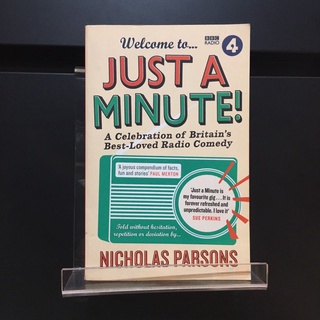 Welcome to...
BBC
RADIO
4
JUST A
MINUTE!
A Celebration of Britain's
Best-Loved Radio Comedy
'A joyous compendium of facts,
fun and stories' PAUL MERTON
'Just a Minute is
my favourite gig ... It is
forever refreshed and
unpredictable. I love it'
SUE PERKINS
Told without hesitation,
repetition or deviation by...
NICHOLAS PARSONS